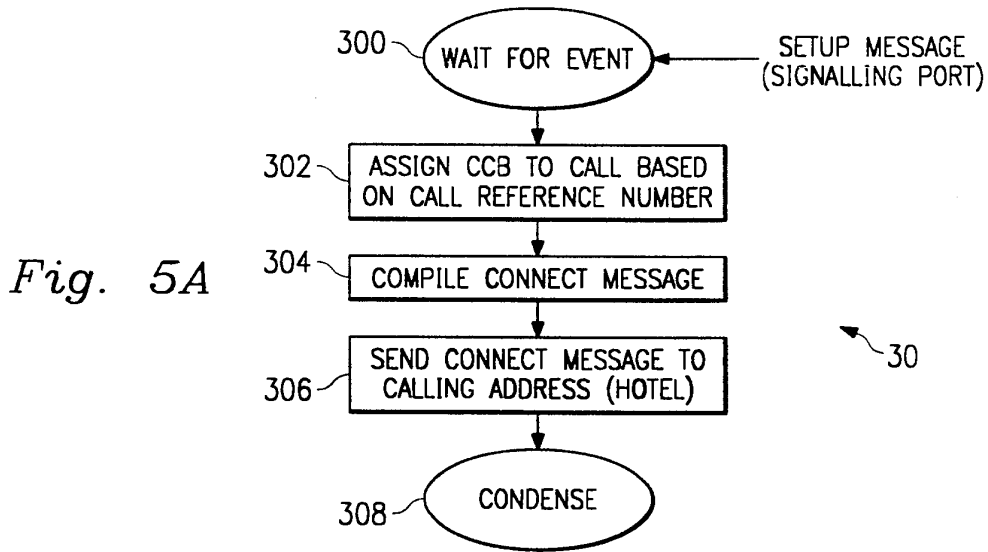 300
WAIT FOR EVENT
SETUP MESSAGE
(SIGNALLING PORT)
302
ASSIGN CCB TO CALL BASED
ON CALL REFERENCE NUMBER
Fig. 5A
304
COMPILE CONNECT MESSAGE
306
SEND CONNECT MESSAGE TO
CALLING ADDRESS (HOTEL)
30
308
CONDENSE